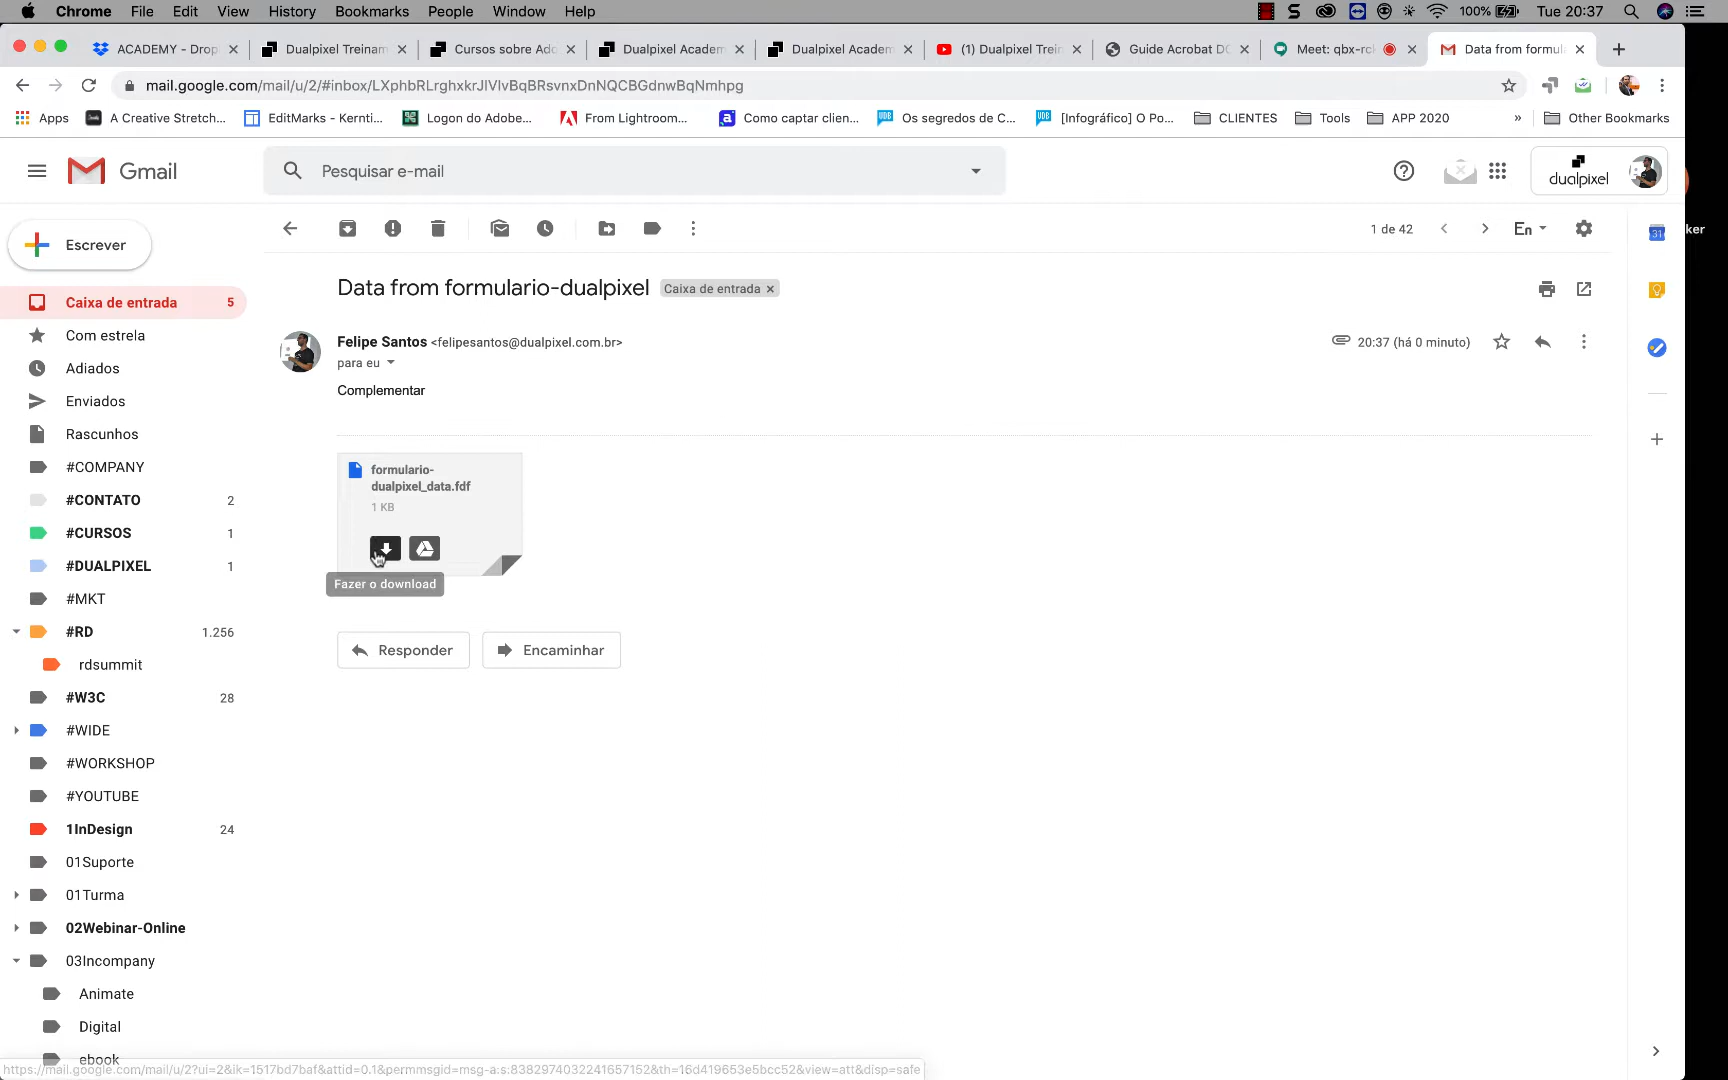 Chrome File Edit View History Bookmarks People Window Help 100% Tue 20:37
ACADEMY - Drop Dualpixel Treinam Cursos sobre Ado Dualpixel Academ Dualpixel Academ (1) Dualpixel Trein Guide Acrobat DC Meet: qbx-rck Data from formul
mail.google.com/mail/u/2/#inbox/LXphbRLrghxkrJlVlvBqBRsvnxDnNQCBGdnwBqNmhpg
Apps A Creative Stretch... EditMarks - Kernti... Logon do Adobe... From Lightroom... Como captar clien... Os segredos de C... [Infográfico] O Po... CLIENTES Tools APP 2020 » Other Bookmarks
Gmail Pesquisar e-mail dualpixel
Escrever
1 de 42 En
31 ker
Data from formulario-dualpixel Caixa de entrada x
Felipe Santos <felipesantos@dualpixel.com.br> 20:37 (há 0 minuto)
para eu
Complementar
formulario-
dualpixel_data.fdf
1 KB
Fazer o download
Responder Encaminhar
Caixa de entrada 5
Com estrela
Adiados
Enviados
Rascunhos
#COMPANY
#CONTATO 2
#CURSOS 1
#DUALPIXEL 1
#MKT
#RD 1.256
rdsummit
#W3C 28
#WIDE
#WORKSHOP
#YOUTUBE
1InDesign 24
01Suporte
01Turma
02Webinar-Online
03Incompany
Animate
Digital
ebook
https://mail.google.com/mail/u/2?ui=2&ik=1517bd7baf&attid=0.1&permmsgid=msg-a:s:8382974032241657152&th=16d419653e5bcc52&view=att&disp=safe